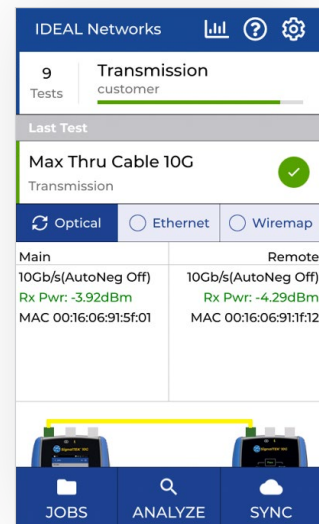 IDEAL Networks
9
Tests
Transmission
customer
Last Test
Max Thru Cable 10G
Transmission
Optical
Ethernet
Wiremap
Main
Remote
10Gb/s(AutoNeg Off)
10Gb/s(AutoNeg Off)
Rx Pwr: -3.92dBm
Rx Pwr: -4.29dBm
MAC 00:16:06:91:5f:01
MAC 00:16:06:91:1f:12
JOBS
ANALYZE
SYNC